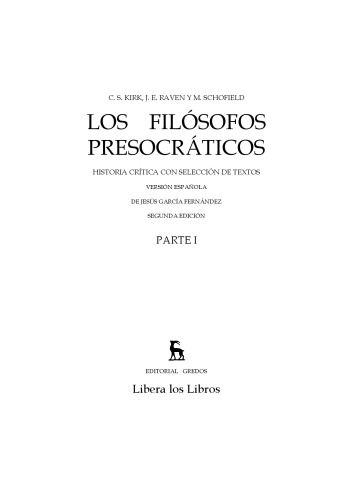 C. S. KIRK, J. E. RAVEN Y M. SCHOFIELD
LOS FILÓSOFOS
PRESOCRÁTICOS
HISTORIA CRÍTICA CON SELECCIÓN DE TEXTOS
VERSIÓN ESPAÑOLA
DE JESÚS GARCÍA FERNÁNDEZ
SEGUNDA EDICIÓN
PARTE I
EDITORIAL GREDOS
Libera los Libros